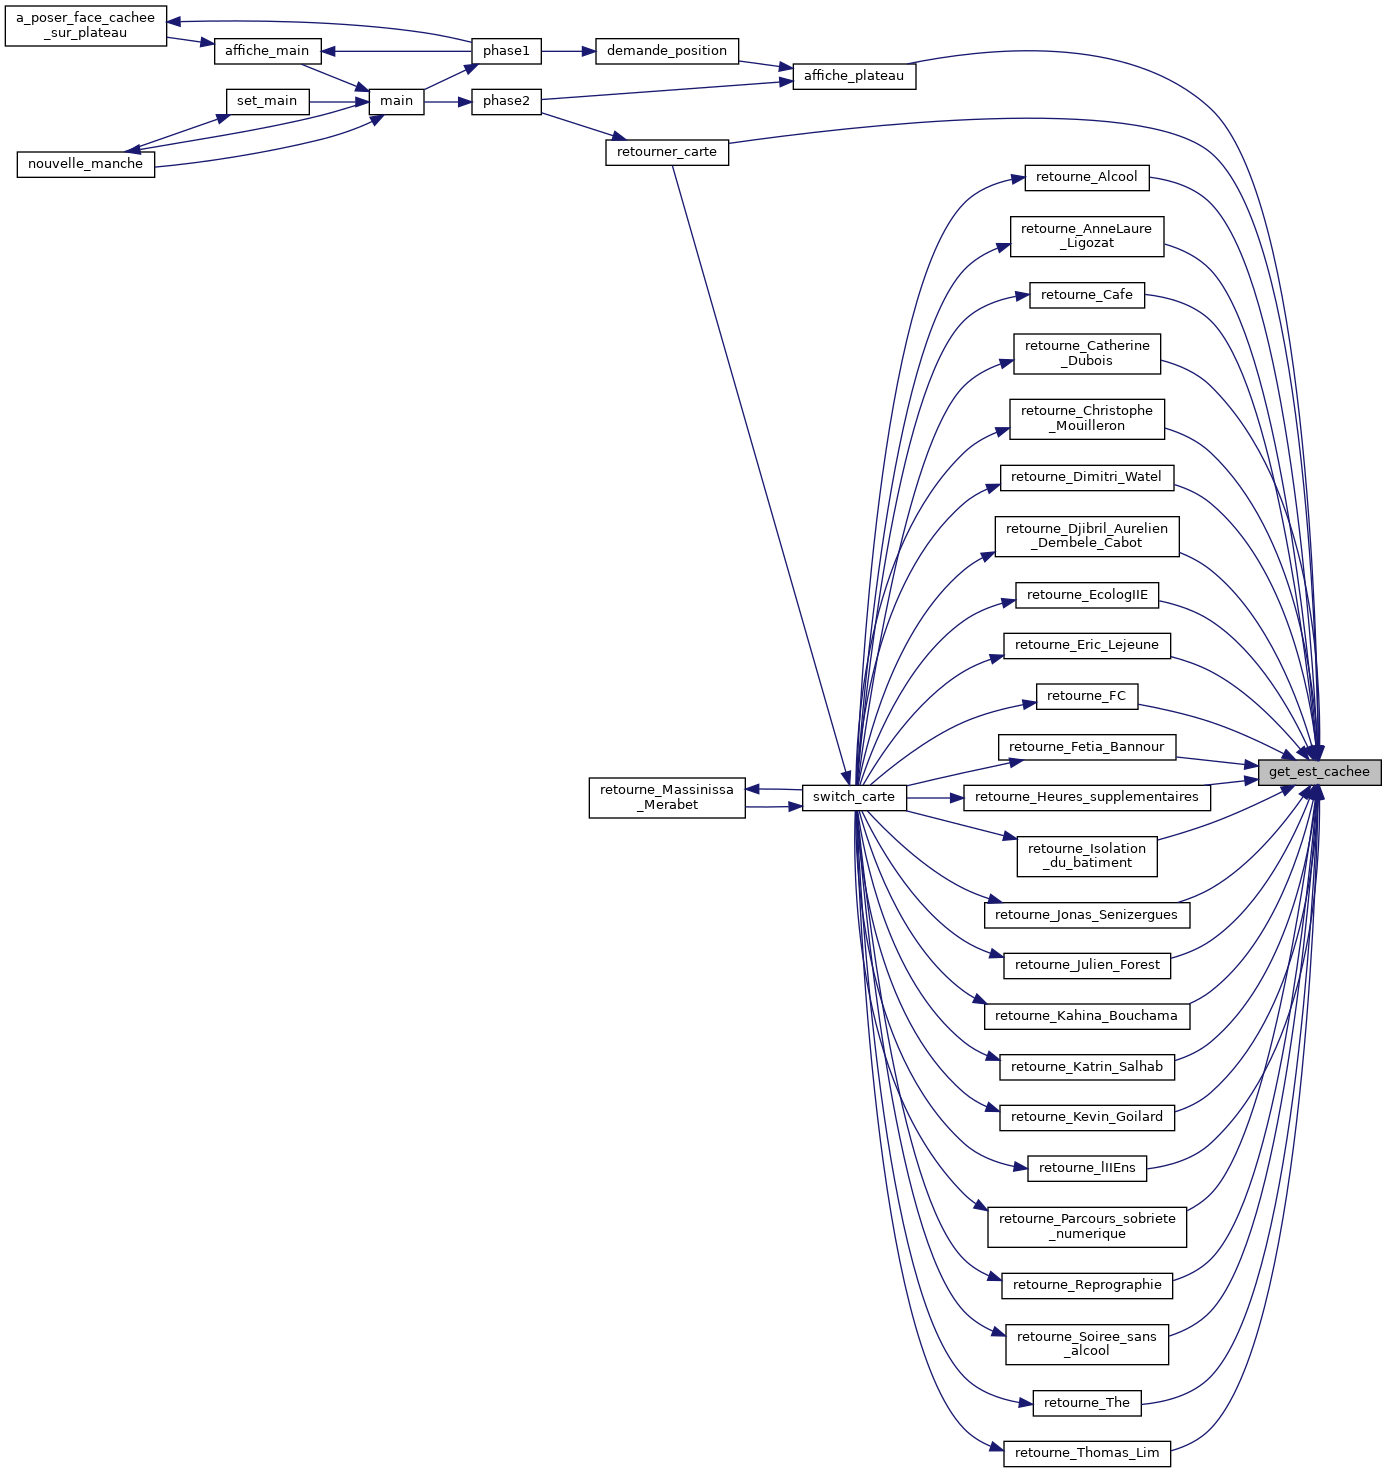 a_poser_face_cachee
_sur_plateau
affiche_main
phase1
demande_position
affiche_plateau
set_main
main
phase2
nouvelle_manche
retourner_carte
retourne_Alcool
retourne_AnneLaure
_Ligozat
retourne_Cafe
retourne_Catherine
_Dubois
retourne_Christophe
_Mouilleron
retourne_Dimitri_Watel
retourne_Djibril_Aurelien
_Dembele_Cabot
retourne_EcologIIE
retourne_Eric_Lejeune
retourne_FC
retourne_Fetia_Bannour
get_est_cachee
retourne_Massinissa
_Merabet
switch_carte
retourne_Heures_supplementaires
retourne_Isolation
_du_batiment
retourne_Jonas_Senizergues
retourne_Julien_Forest
retourne_Kahina_Bouchama
retourne_Katrin_Salhab
retourne_Kevin_Goilard
retourne_lIIEns
retourne_Parcours_sobriete
_numerique
retourne_Reprographie
retourne_Soiree_sans
_alcool
retourne_The
retourne_Thomas_Lim